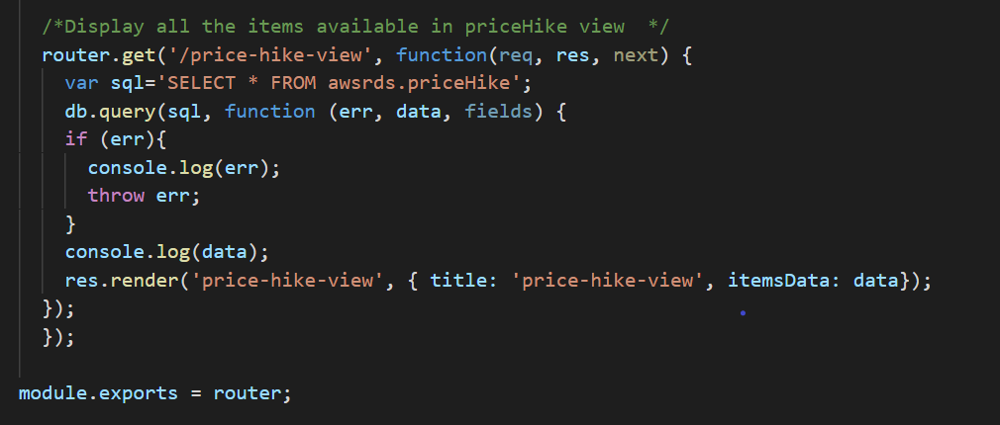 /*Display all the items available in priceHike view  */
router.get('/price-hike-view', function(req, res, next) {
  var sql='SELECT * FROM awsrds.priceHike';
  db.query(sql, function (err, data, fields) {
  if (err){
    console.log(err);
    throw err;
  }
  console.log(data);
  res.render('price-hike-view', { title: 'price-hike-view', itemsData: data});
});
});
module.exports = router;